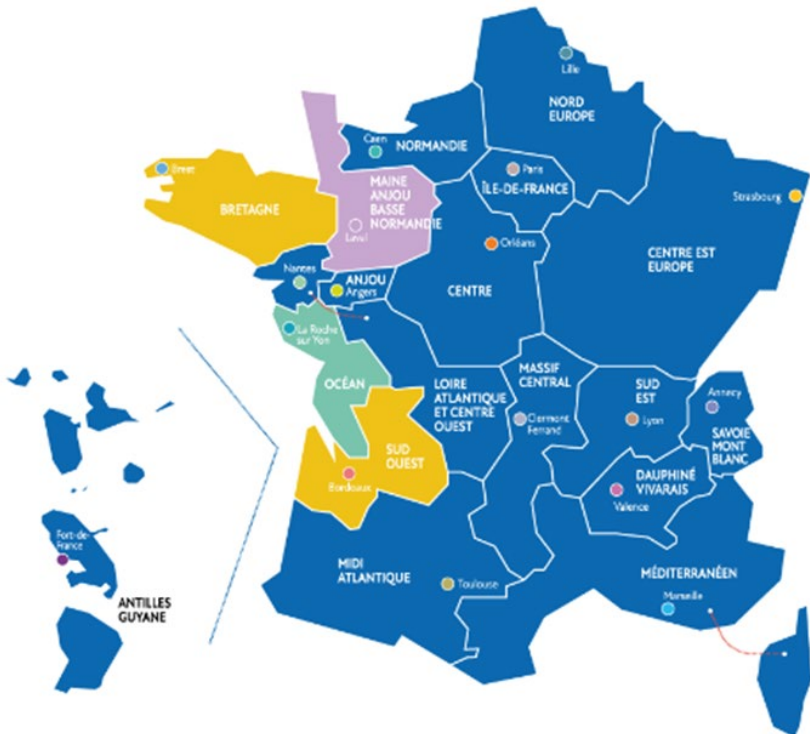 Lille
NORD
EUROPE
Caen
NORMANDIE
Paris
ÎLE-DE-FRANCE
Brest
BRETAGNE
MAINE
ANJOU
BASSE
NORMANDIE
Laval
Strasbourg
Orléans
CENTRE EST
EUROPE
Nantes
ANJOU
Angers
CENTRE
La Roche
sur Yon
OCÉAN
LOIRE
ATLANTIQUE
ET CENTRE
OUEST
MASSIF
CENTRAL
Clermont
Ferrand
SUD
EST
Lyon
Annecy
SAVOIE
MONT
BLANC
SUD
OUEST
Bordeaux
DAUPHINÉ
VIVARAIS
Valence
Fort-de-
France
MIDI
ATLANTIQUE
Toulouse
MÉDITERRANÉEN
Marseille
ANTILLES
GUYANE